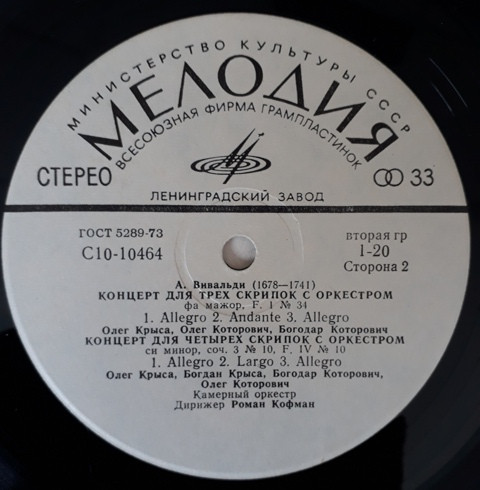 МИНИСТЕРСТВО КУЛЬТУРЫ СССР
МЕЛОДИЯ
ВСЕСОЮЗНАЯ ФИРМА ГРАМПЛАСТИНОК
СТЕРЕО 33
ЛЕНИНГРАДСКИЙ ЗАВОД
ГОСТ 5289-73 вторая гр
С10-10464 1-20
Сторона 2
А. Вивальди (1678—1741)
КОНЦЕРТ ДЛЯ ТРЕХ СКРИПОК С ОРКЕСТРОМ
фа мажор, F. I № 34
1. Allegro 2. Andante 3. Allegro
Олег Крыса, Олег Которович, Богодар Которович
КОНЦЕРТ ДЛЯ ЧЕТЫРЕХ СКРИПОК С ОРКЕСТРОМ
си минор, соч. 3 № 10, F. IV № 10
1. Allegro 2. Largo 3. Allegro
Олег Крыса, Богдан Крыса, Богодар Которович,
Олег Которович
Камерный оркестр
Дирижер Роман Кофман